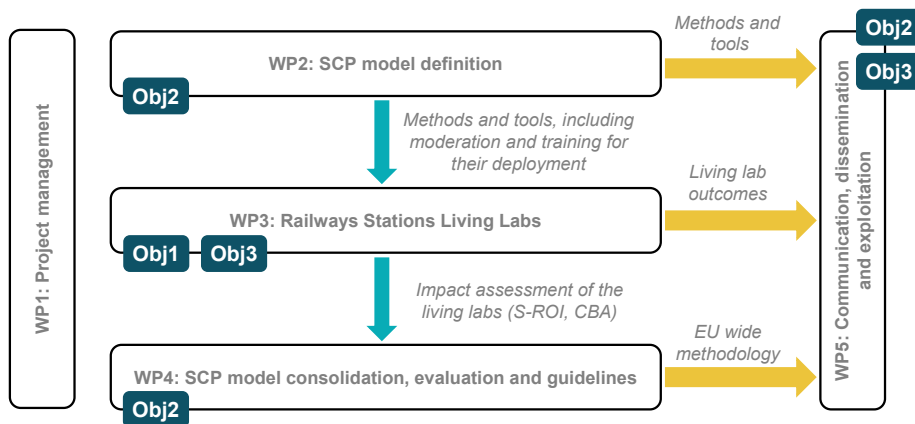 WP1: Project management
WP2: SCP model definition
Obj2
Methods and
tools
Obj2
Obj3
WP5: Communication, dissemination
and exploitation
Methods and tools, including
moderation and training for
their deployment
WP3: Railways Stations Living Labs
Obj1
Obj3
Living lab
outcomes
Impact assessment of the
living labs (S-ROI, CBA)
WP4: SCP model consolidation, evaluation and guidelines
Obj2
EU wide
methodology